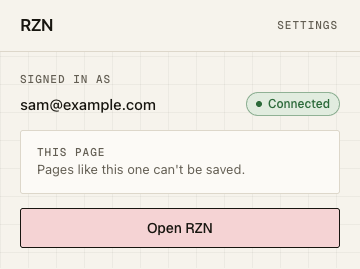 RZN
SETTINGS
SIGNED IN AS
sam@example.com
Connected
THIS PAGE
Pages like this one can't be saved.
Open RZN